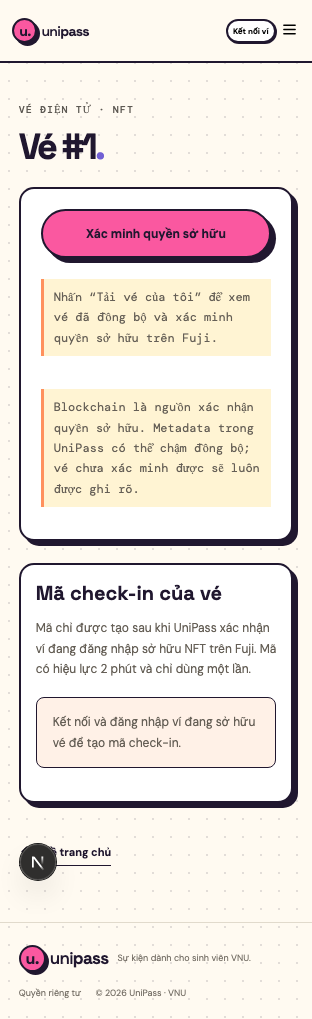 u. unipass
Kết nối ví
VÉ ĐIỆN TỬ · NFT
Vé #1.
Xác minh quyền sở hữu
Nhấn “Tải vé của tôi” để xem
vé đã đồng bộ và xác minh
quyền sở hữu trên Fuji.
Blockchain là nguồn xác nhận
quyền sở hữu. Metadata trong
UniPass có thể chậm đồng bộ;
vé chưa xác minh được sẽ luôn
được ghi rõ.
Mã check-in của vé
Mã chỉ được tạo sau khi UniPass xác nhận
ví đang đăng nhập sở hữu NFT trên Fuji. Mã
có hiệu lực 2 phút và chỉ dùng một lần.
Kết nối và đăng nhập ví đang sở hữu
vé để tạo mã check-in.
N
trang chủ
u. unipass Sự kiện dành cho sinh viên VNU.
Quyền riêng tư © 2026 UniPass · VNU